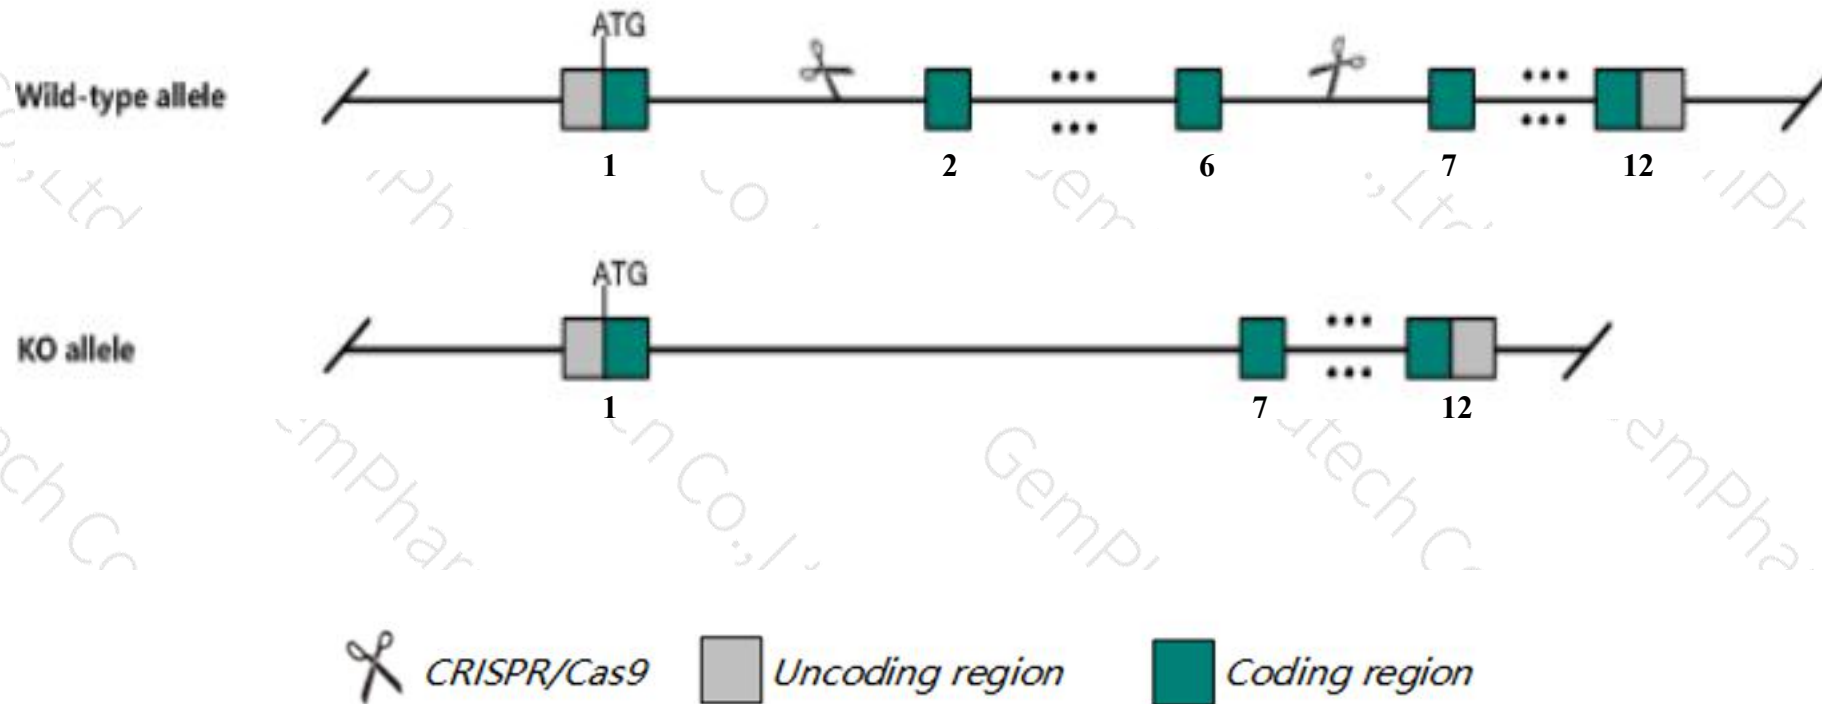 ATG
Wild-type allele
1 2 6 7 12
ATG
KO allele
1 7 12
GemP
CRISPR/Cas9 Uncoding region Coding region